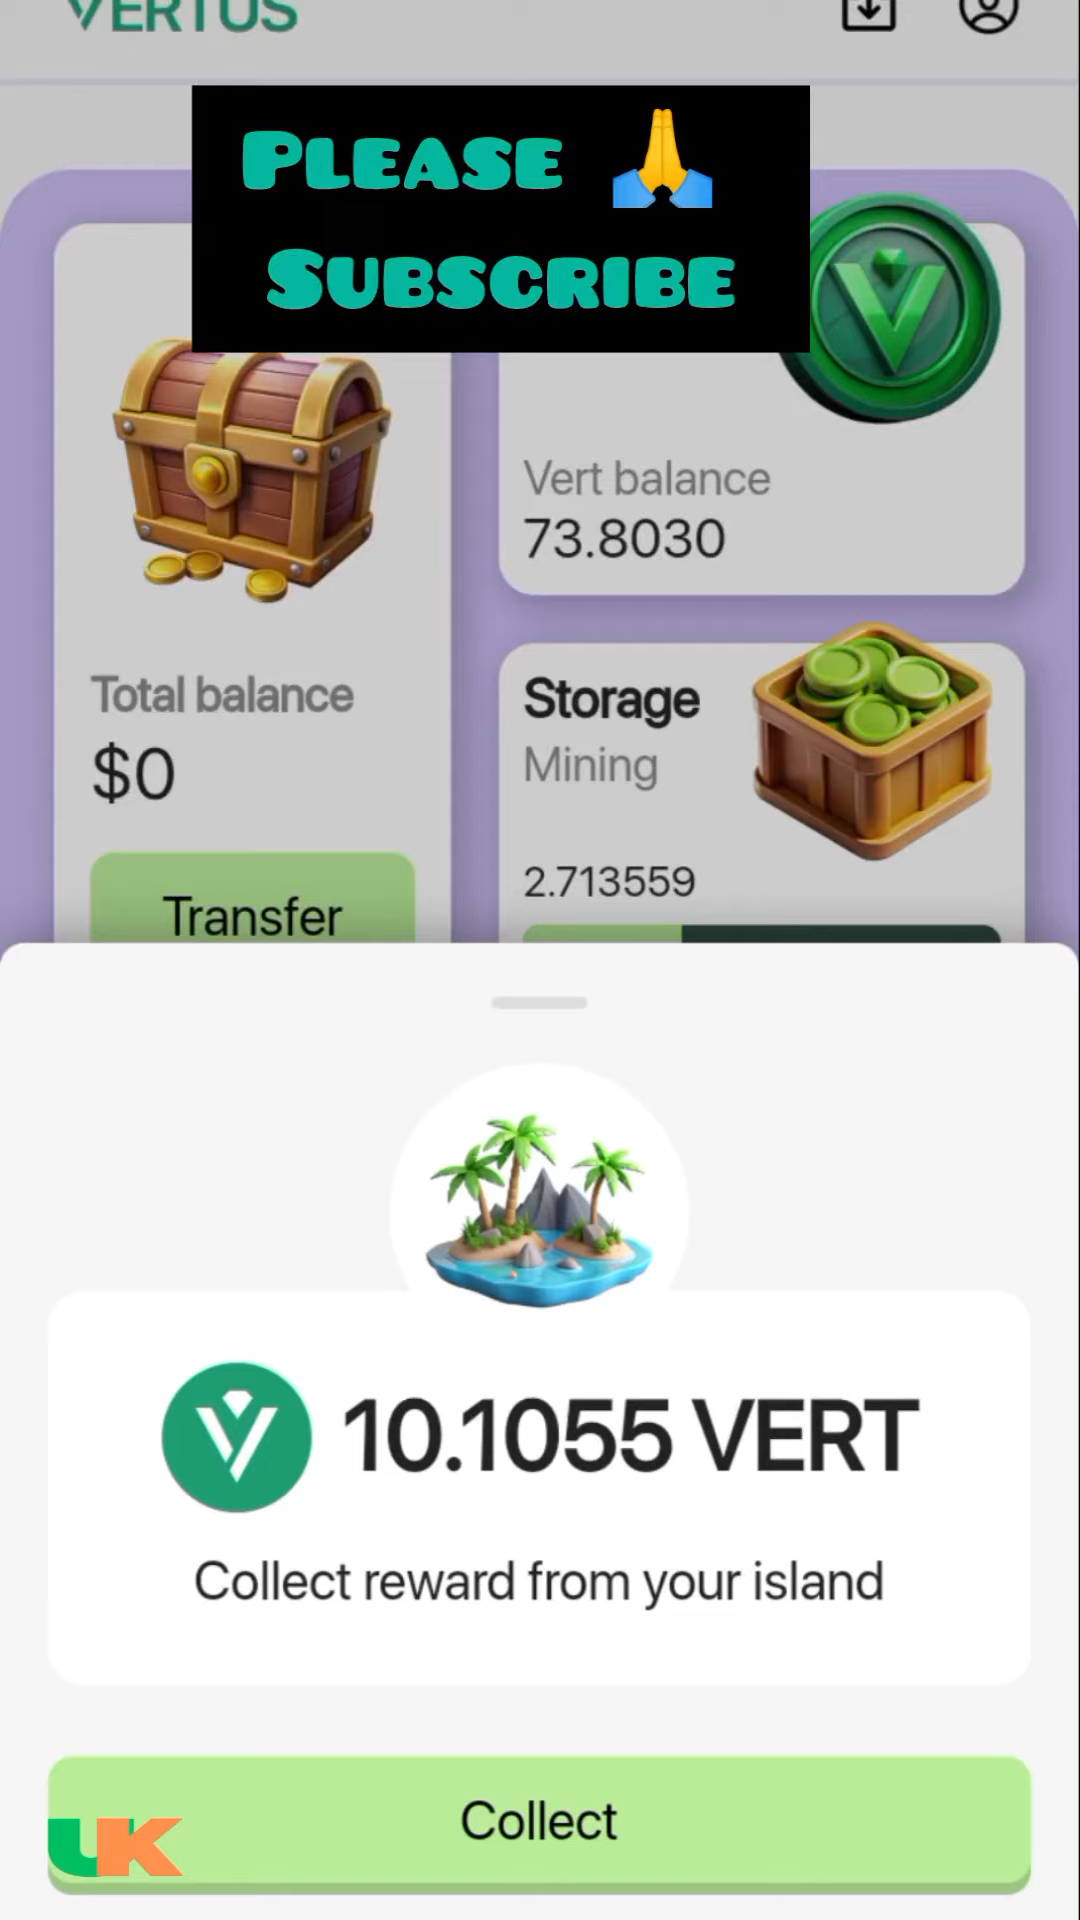 VERTUS
PLEASE 🙏
SUBSCRIBE
Vert balance
73.8030
Total balance
$0
Storage
Mining
2.713559
Transfer
10.1055 VERT
Collect reward from your island
Collect
UK